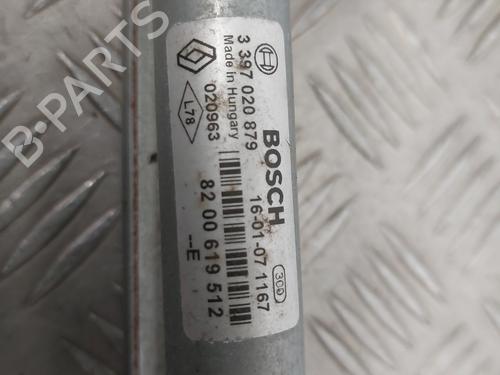 BOSCH
3 397 020 879
Made in Hungary
020963
L78
16-01-07 1167
3CD
82 00 619 512
--E
B-PARTS